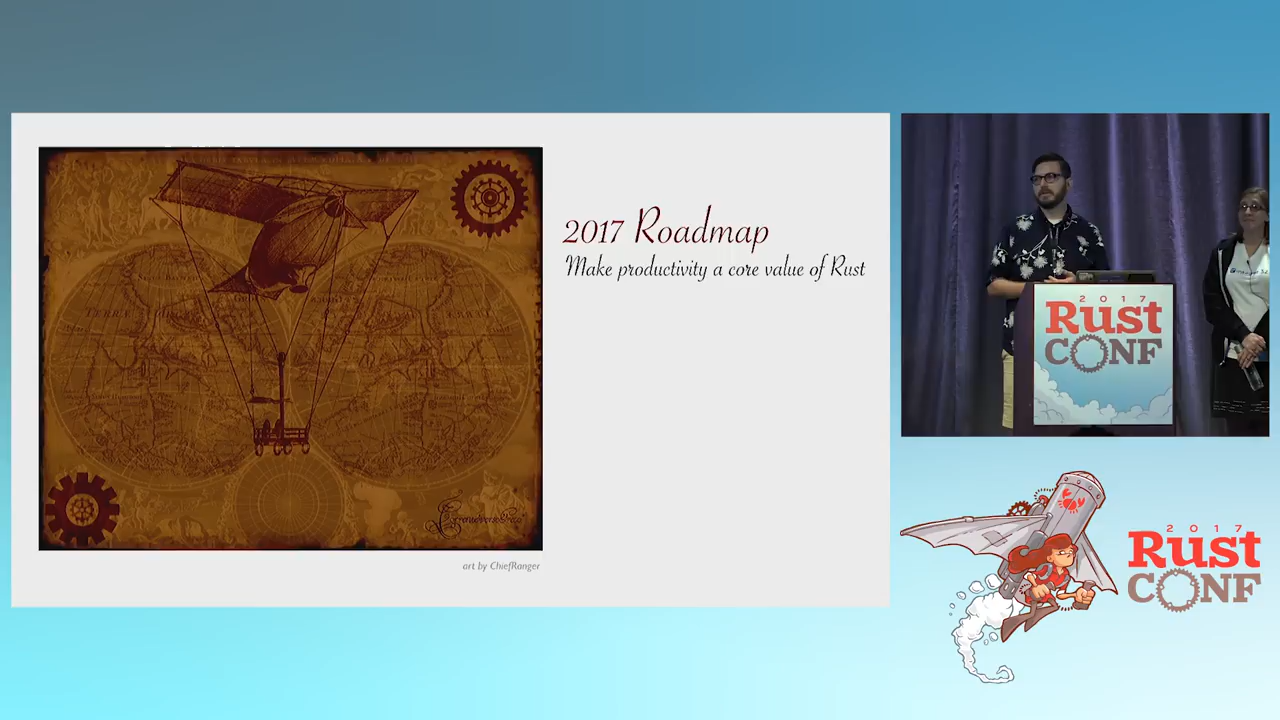 2017 Roadmap
Make productivity a core value of Rust
art by ChiefRanger
2017
Rust
CONF
2017
Rust
CONF